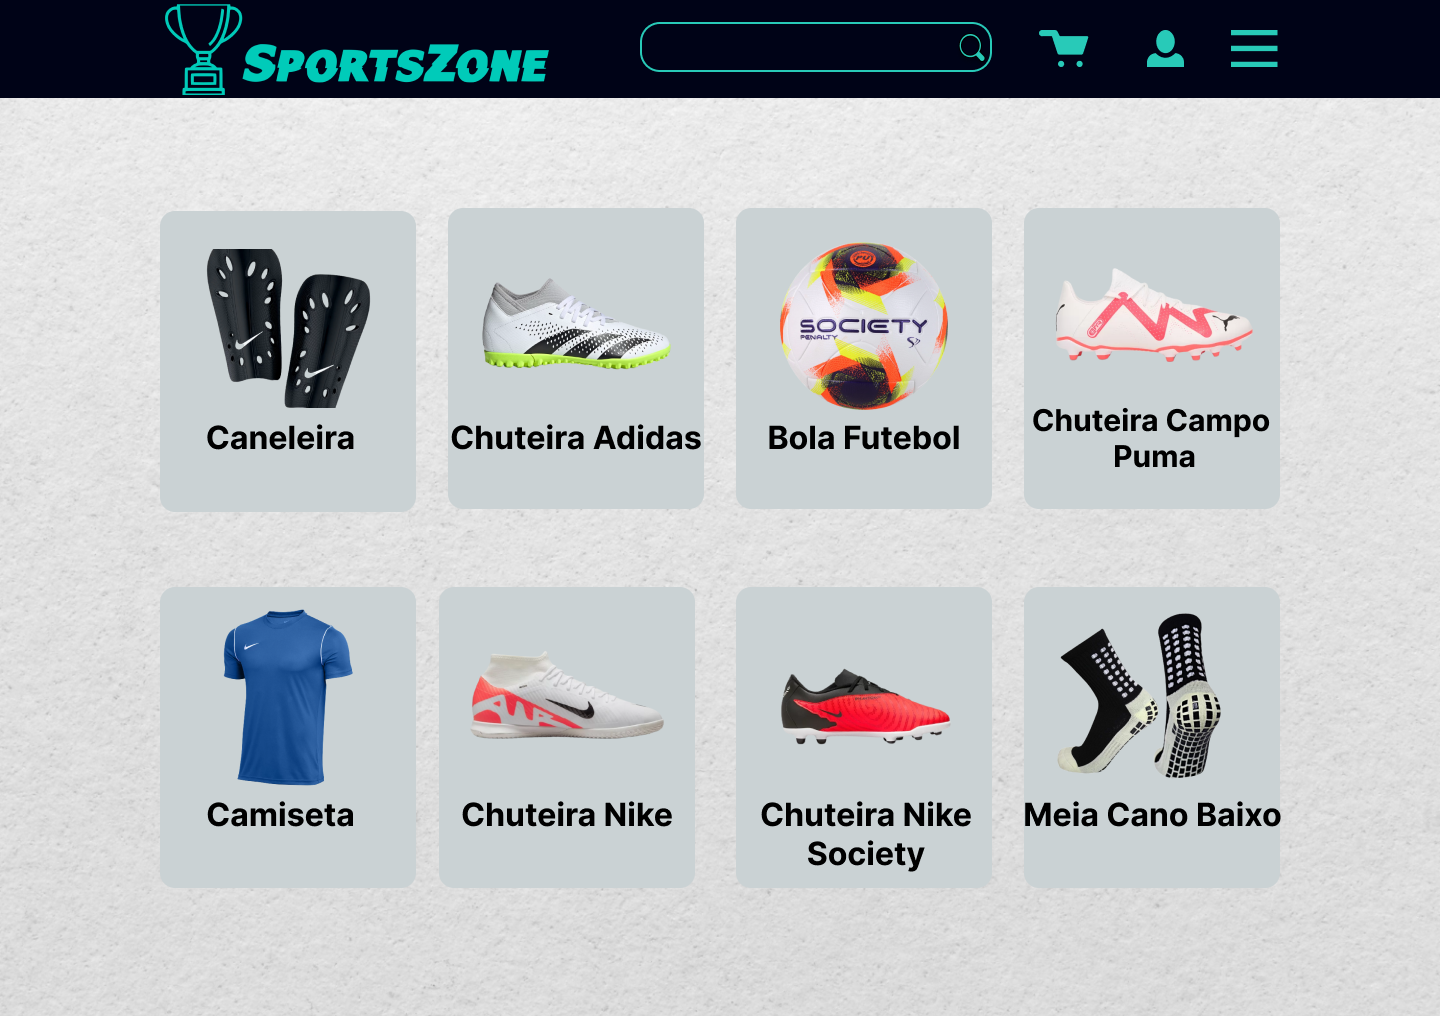 SPORTSZONE
SOCIETY
PENALTY
Caneleira
Chuteira Adidas
Bola Futebol
Chuteira Campo
Puma
Camiseta
Chuteira Nike
Chuteira Nike
Society
Meia Cano Baixo